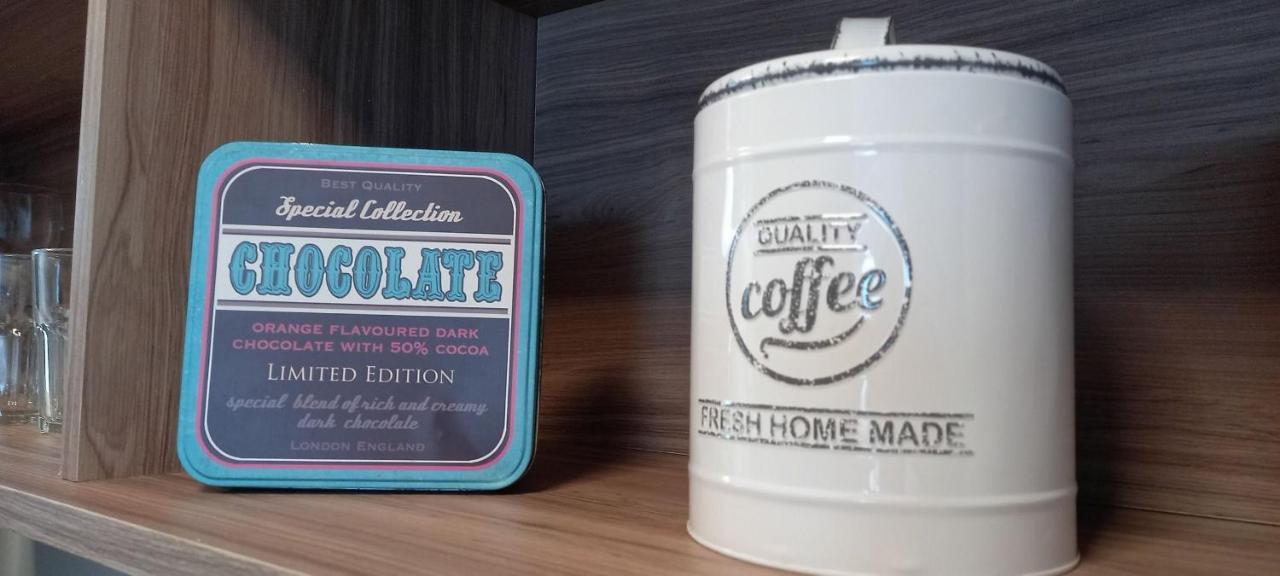 BEST QUALITY
Special Collection
CHOCOLATE
ORANGE FLAVOURED DARK
CHOCOLATE WITH 50% COCOA
LIMITED EDITION
special blend of rich and creamy
dark chocolate
LONDON ENGLAND
QUALITY
coffee
FRESH HOME MADE